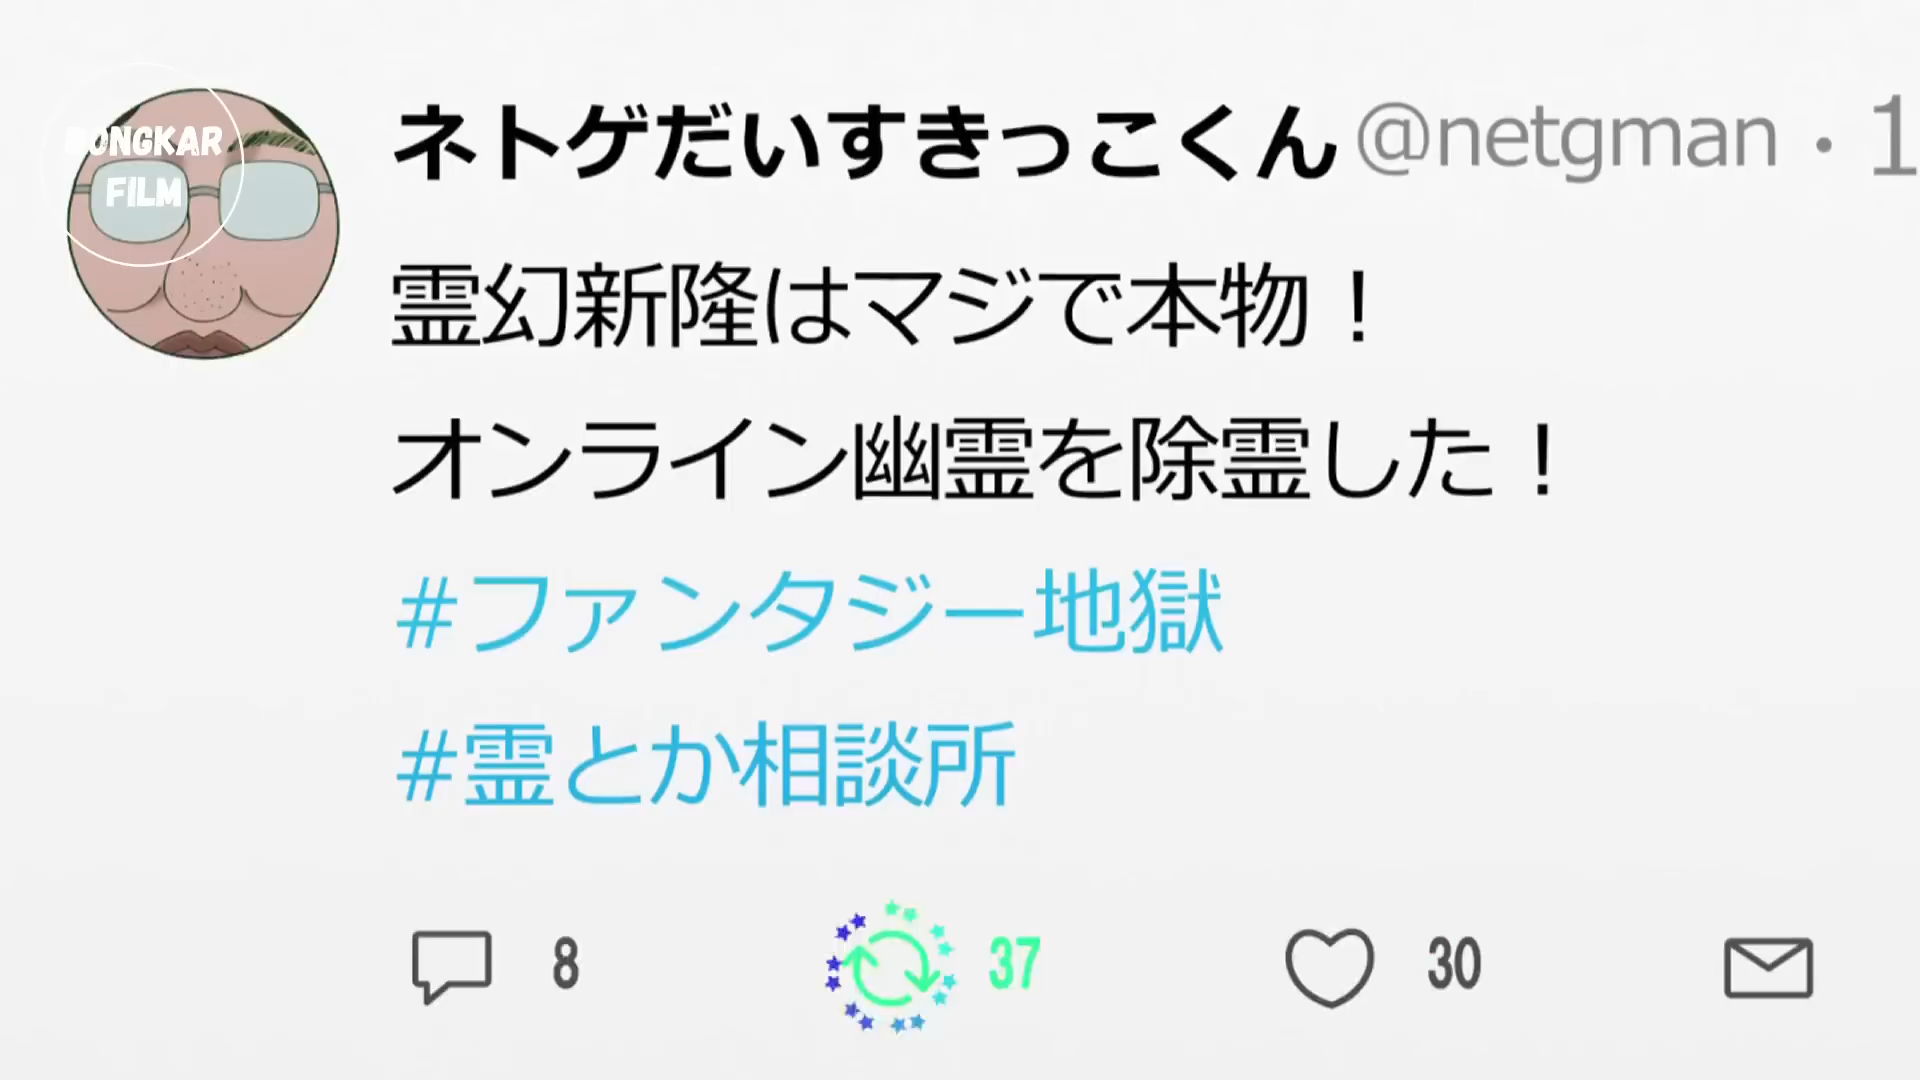 BONGKAR
FILM
ネトゲだいすきっこくん @netgman · 1
霊幻新隆はマジで本物！
オンライン幽霊を除霊した！
#ファンタジー地獄
#霊とか相談所
8 37 30